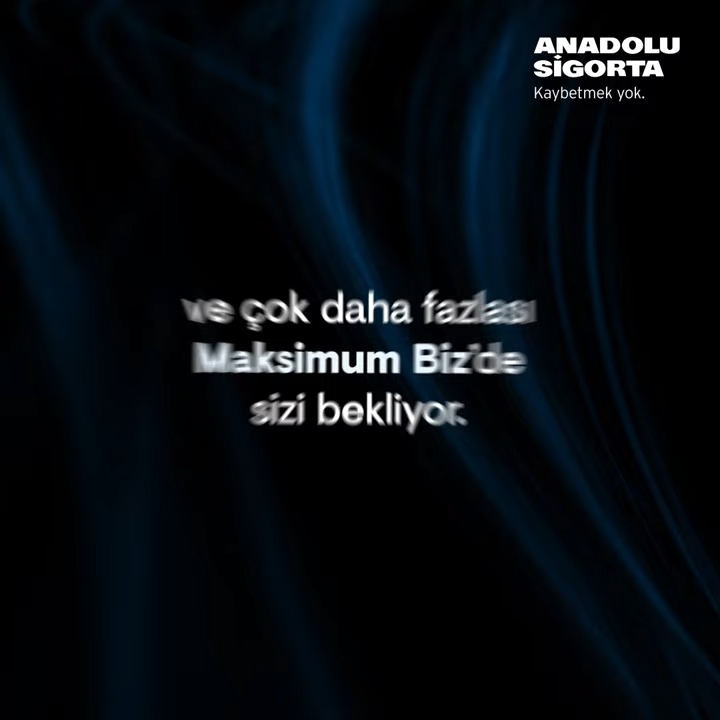 ANADOLU
SİGORTA
Kaybetmek yok.
ve çok daha fazlası
Maksimum Biz'de
sizi bekliyor.